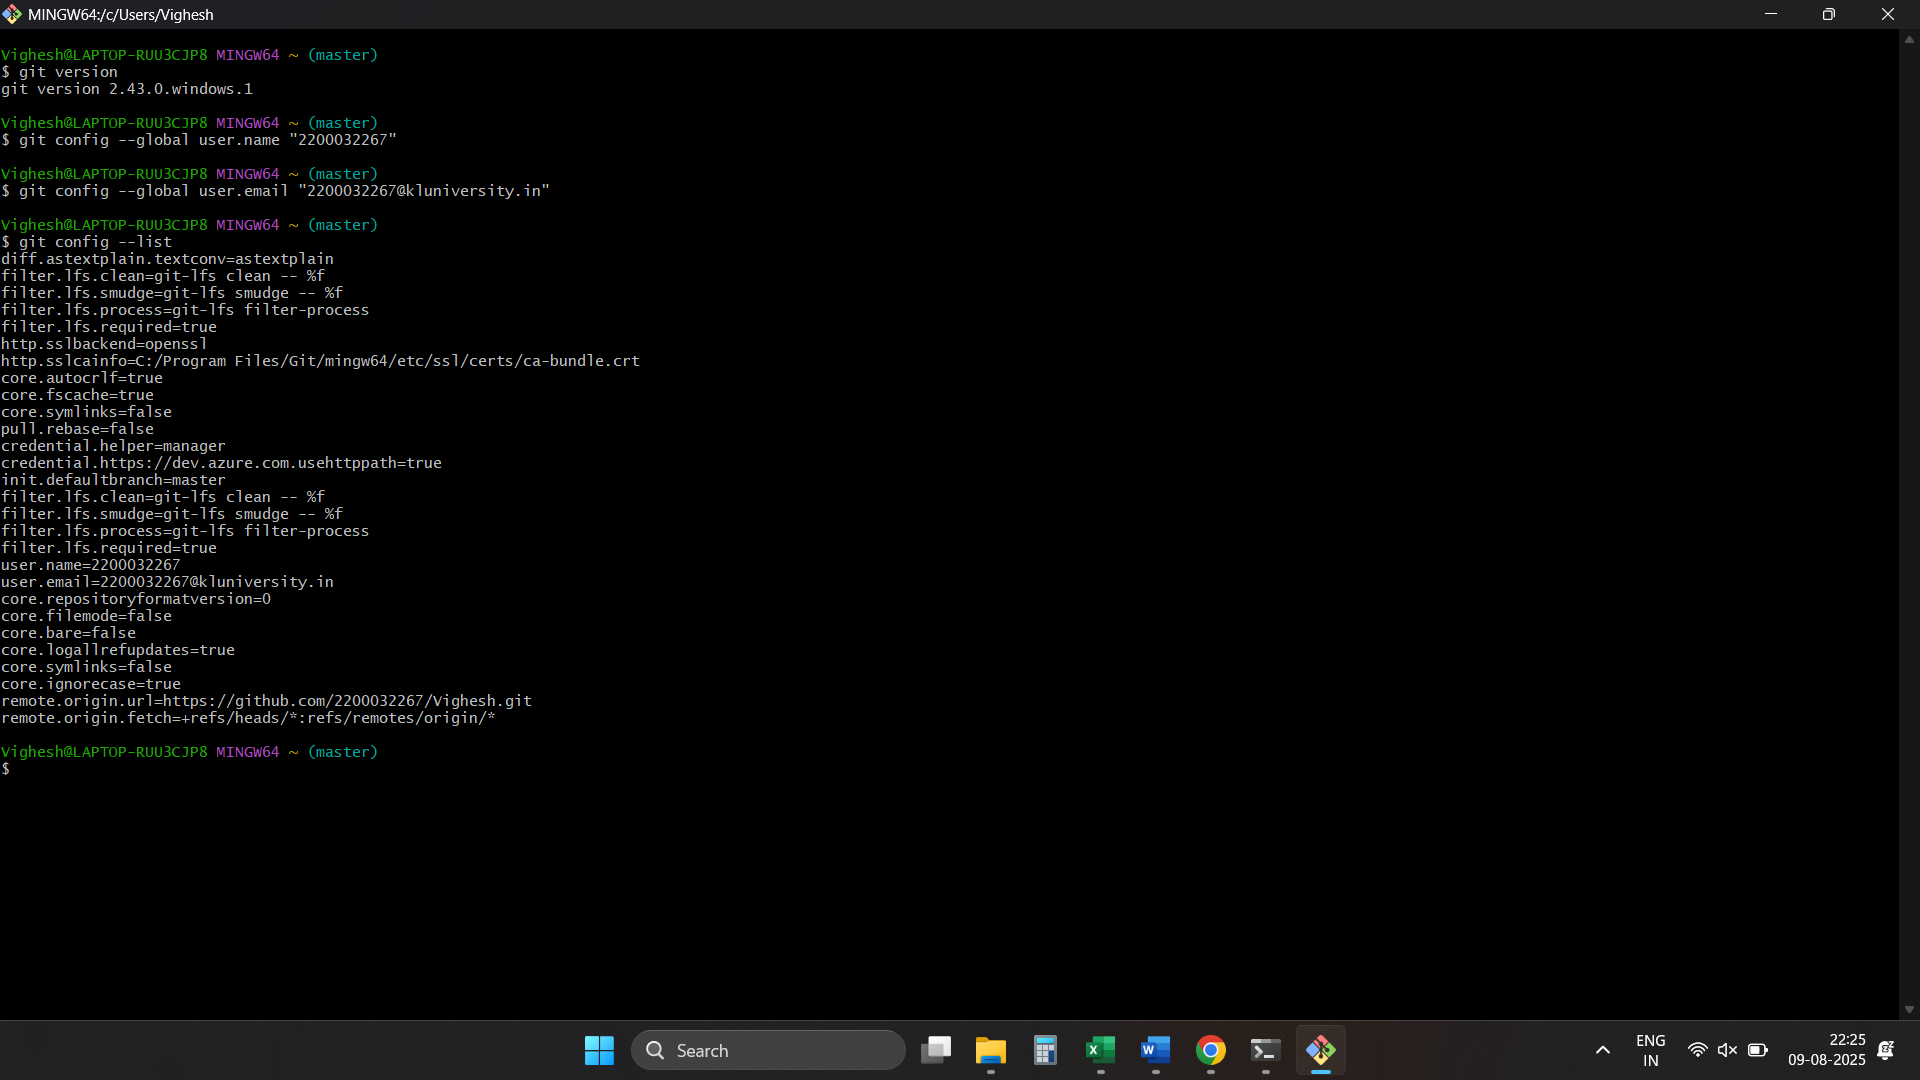 MINGW64:/c/Users/Vighesh
Vighesh@LAPTOP-RUU3CJP8 MINGW64 ~ (master)
$ git version
git version 2.43.0.windows.1
Vighesh@LAPTOP-RUU3CJP8 MINGW64 ~ (master)
$ git config --global user.name "2200032267"
Vighesh@LAPTOP-RUU3CJP8 MINGW64 ~ (master)
$ git config --global user.email "2200032267@kluniversity.in"
Vighesh@LAPTOP-RUU3CJP8 MINGW64 ~ (master)
$ git config --list
diff.astextplain.textconv=astextplain
filter.lfs.clean=git-lfs clean -- %f
filter.lfs.smudge=git-lfs smudge -- %f
filter.lfs.process=git-lfs filter-process
filter.lfs.required=true
http.sslbackend=openssl
http.sslcainfo=C:/Program Files/Git/mingw64/etc/ssl/certs/ca-bundle.crt
core.autocrlf=true
core.fscache=true
core.symlinks=false
pull.rebase=false
credential.helper=manager
credential.https://dev.azure.com.usehttppath=true
init.defaultbranch=master
filter.lfs.clean=git-lfs clean -- %f
filter.lfs.smudge=git-lfs smudge -- %f
filter.lfs.process=git-lfs filter-process
filter.lfs.required=true
user.name=2200032267
user.email=2200032267@kluniversity.in
core.repositoryformatversion=0
core.filemode=false
core.bare=false
core.logallrefupdates=true
core.symlinks=false
core.ignorecase=true
remote.origin.url=https://github.com/2200032267/Vighesh.git
remote.origin.fetch=+refs/heads/*:refs/remotes/origin/*
Vighesh@LAPTOP-RUU3CJP8 MINGW64 ~ (master)
$
Search
ENG
IN
22:25
09-08-2025